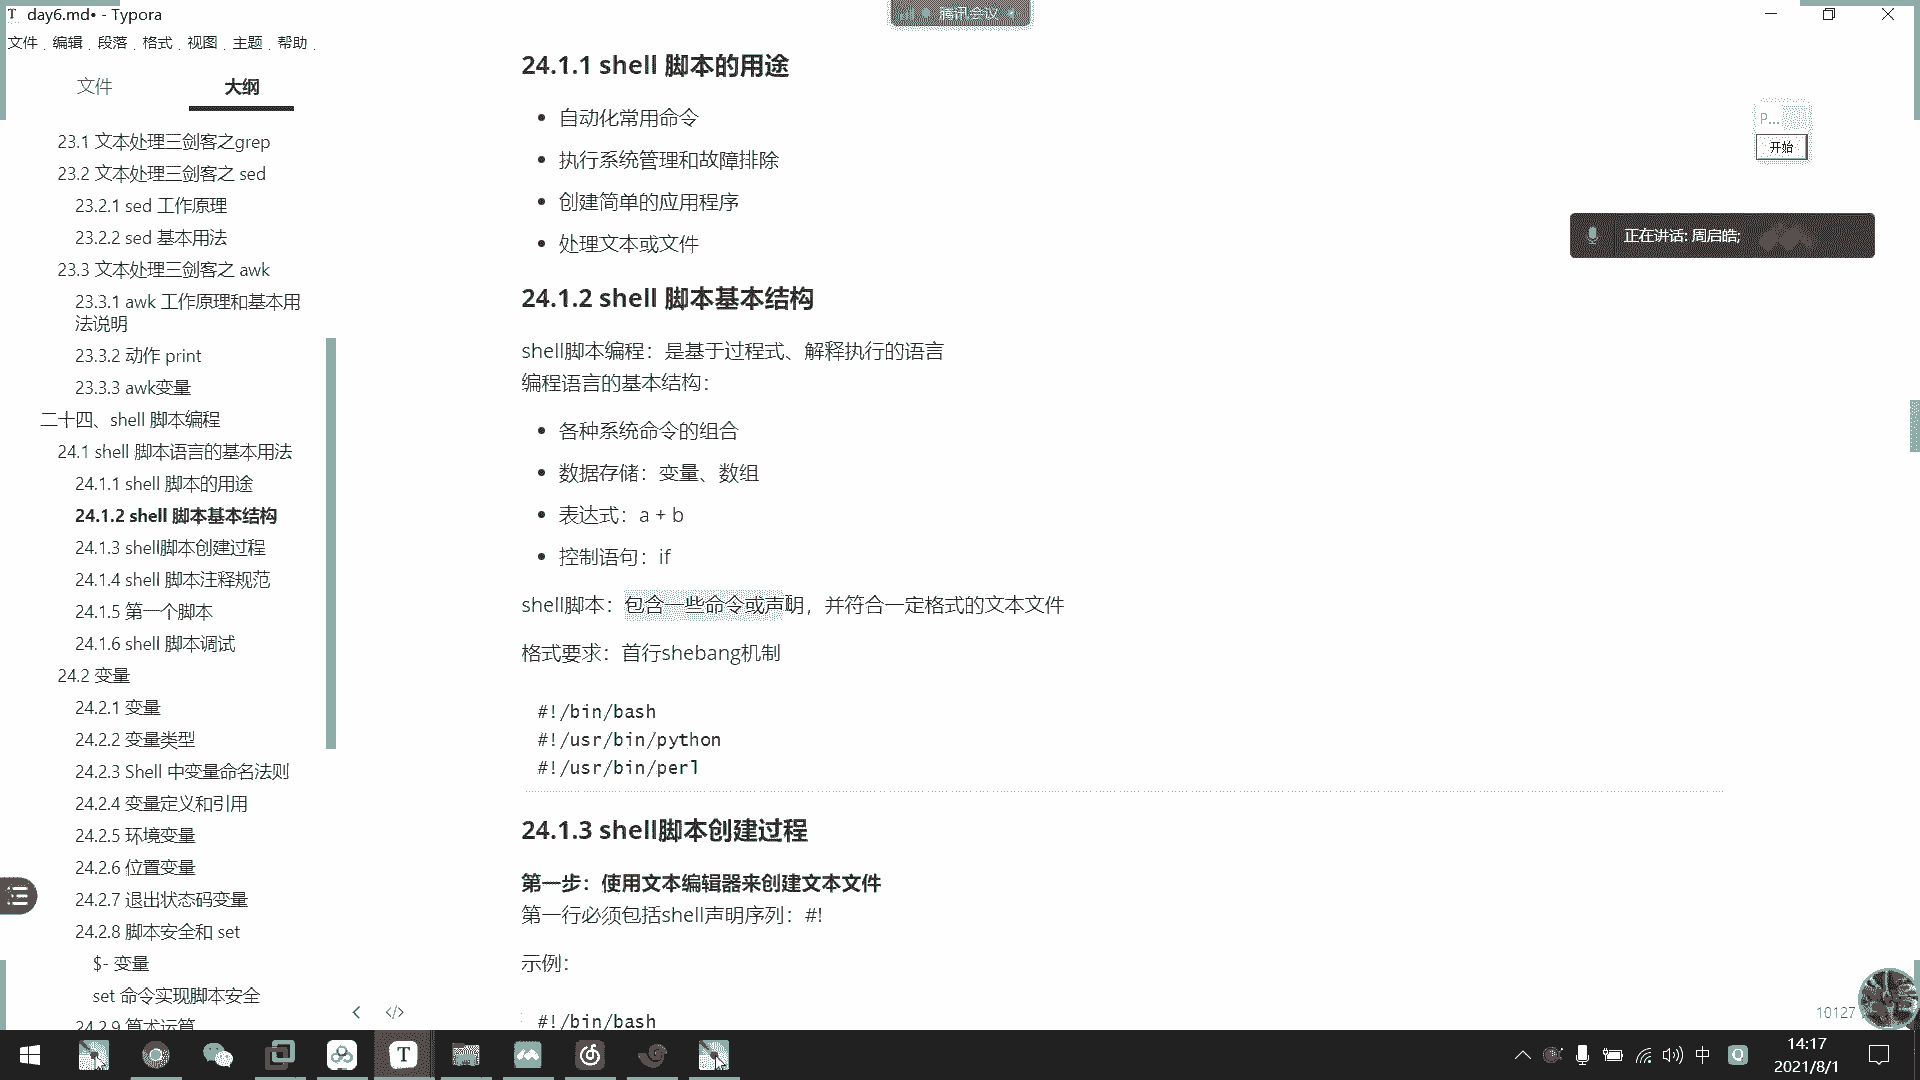 day6.md• - Typora
腾讯会议
文件 编辑 段落 格式 视图 主题 帮助
文件 大纲
23.1 文本处理三剑客之grep
23.2 文本处理三剑客之 sed
23.2.1 sed 工作原理
23.2.2 sed 基本用法
23.3 文本处理三剑客之 awk
23.3.1 awk 工作原理和基本用
法说明
23.3.2 动作 print
23.3.3 awk变量
二十四、shell 脚本编程
24.1 shell 脚本语言的基本用法
24.1.1 shell 脚本的用途
24.1.2 shell 脚本基本结构
24.1.3 shell脚本创建过程
24.1.4 shell 脚本注释规范
24.1.5 第一个脚本
24.1.6 shell 脚本调试
24.2 变量
24.2.1 变量
24.2.2 变量类型
24.2.3 Shell 中变量命名法则
24.2.4 变量定义和引用
24.2.5 环境变量
24.2.6 位置变量
24.2.7 退出状态码变量
24.2.8 脚本安全和 set
$- 变量
set 命令实现脚本安全
24.2.9 算术运算
24.1.1 shell 脚本的用途
• 自动化常用命令
• 执行系统管理和故障排除
• 创建简单的应用程序
• 处理文本或文件
24.1.2 shell 脚本基本结构
shell脚本编程：是基于过程式、解释执行的语言
编程语言的基本结构：
• 各种系统命令的组合
• 数据存储：变量、数组
• 表达式：a + b
• 控制语句：if
shell脚本：包含一些命令或声明，并符合一定格式的文本文件
格式要求：首行shebang机制
#!/bin/bash
#!/usr/bin/python
#!/usr/bin/perl
24.1.3 shell脚本创建过程
第一步：使用文本编辑器来创建文本文件
第一行必须包括shell声明序列：#!
示例：
#!/bin/bash
P...
开始
正在讲话: 周启皓;
10127
中
14:17
2021/8/1